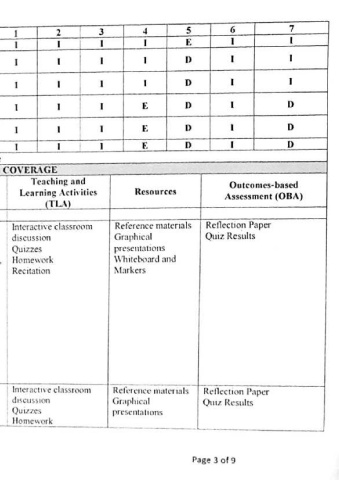 1 2 3 4 5 6 7
I I I I E I I
I I I I D I I
I I I I D I I
I I I E D I D
I I I E D I D
I I I E D I D
COVERAGE
Teaching and
Learning Activities
(TLA)
Resources
Outcomes-based
Assessment (OBA)
Interactive classroom
discussion
Quizzes
Homework
Recitation
Reference materials
Graphical
presentations
Whiteboard and
Markers
Reflection Paper
Quiz Results
Interactive classroom
discussion
Quizzes
Homework
Reference materials
Graphical
presentations
Reflection Paper
Quiz Results
Page 3 of 9